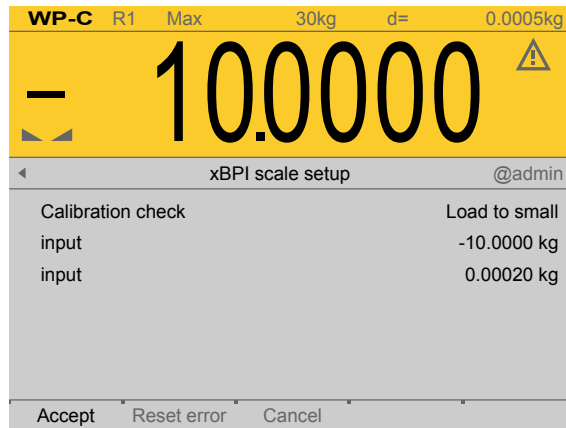 WP-C R1 Max 30kg d= 0.0005kg
– 10.0000
xBPI scale setup @admin
Calibration check Load to small
input -10.0000 kg
input 0.00020 kg
Accept Reset error Cancel